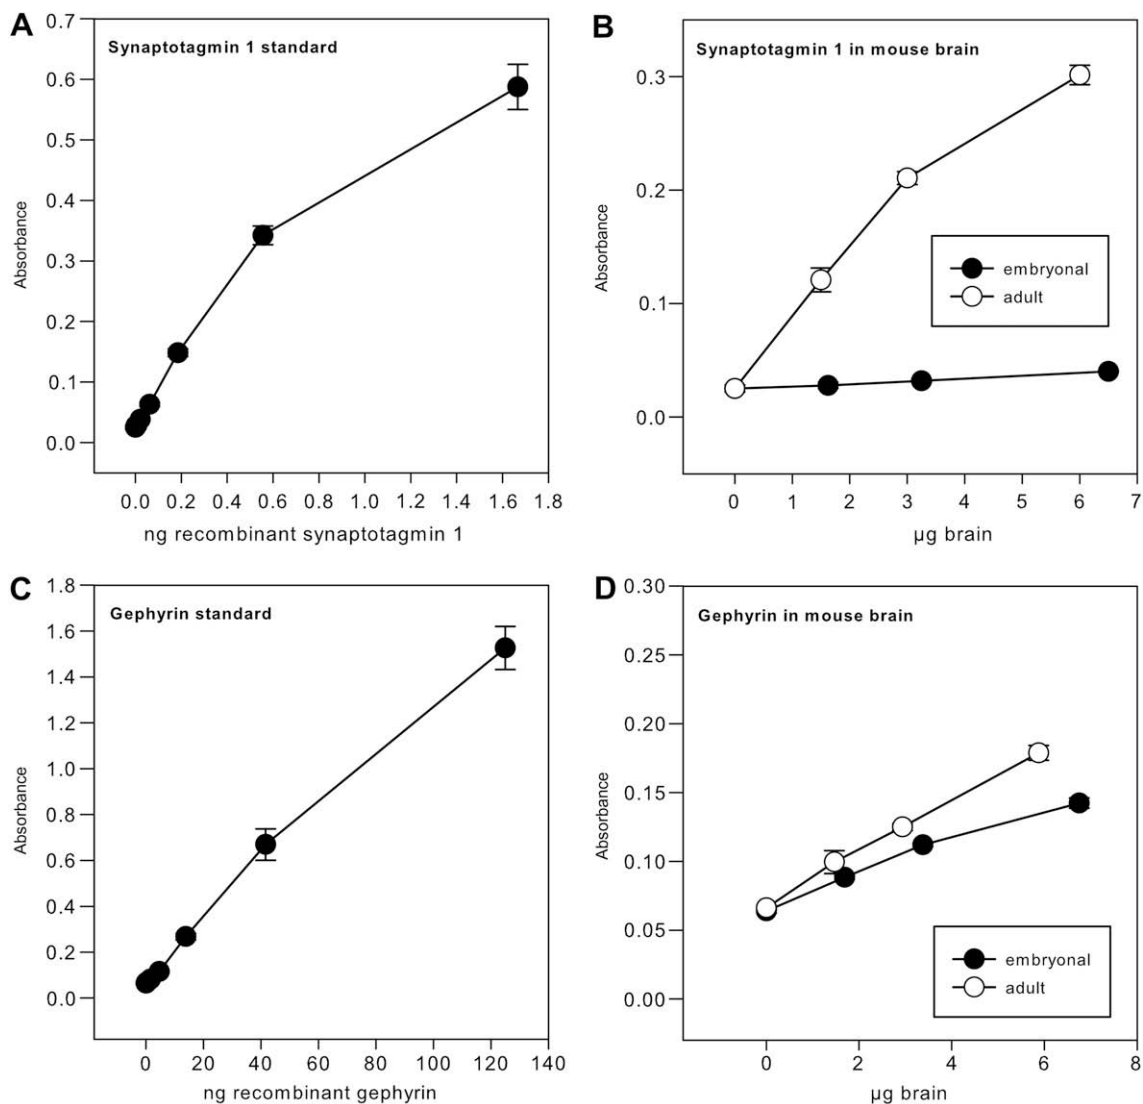 A
Synaptotagmin 1 standard
0.7
0.6
0.5
0.4
0.3
0.2
0.1
0.0
Absorbance
0.0 0.2 0.4 0.6 0.8 1.0 1.2 1.4 1.6 1.8
ng recombinant synaptotagmin 1
B
Synaptotagmin 1 in mouse brain
0.3
0.2
0.1
0.0
Absorbance
embryonal
adult
0 1 2 3 4 5 6 7
µg brain
C
Gephyrin standard
1.8
1.6
1.4
1.2
1.0
0.8
0.6
0.4
0.2
0.0
Absorbance
0 20 40 60 80 100 120 140
ng recombinant gephyrin
D
Gephyrin in mouse brain
0.30
0.25
0.20
0.15
0.10
0.05
0.00
Absorbance
embryonal
adult
0 2 4 6 8
µg brain